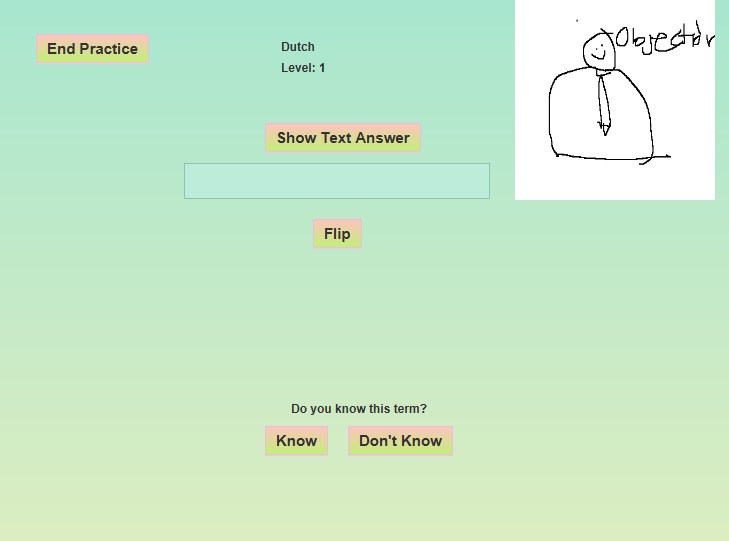 End Practice
Dutch
Level: 1
Objector
Show Text Answer
Flip
Do you know this term?
Know
Don't Know